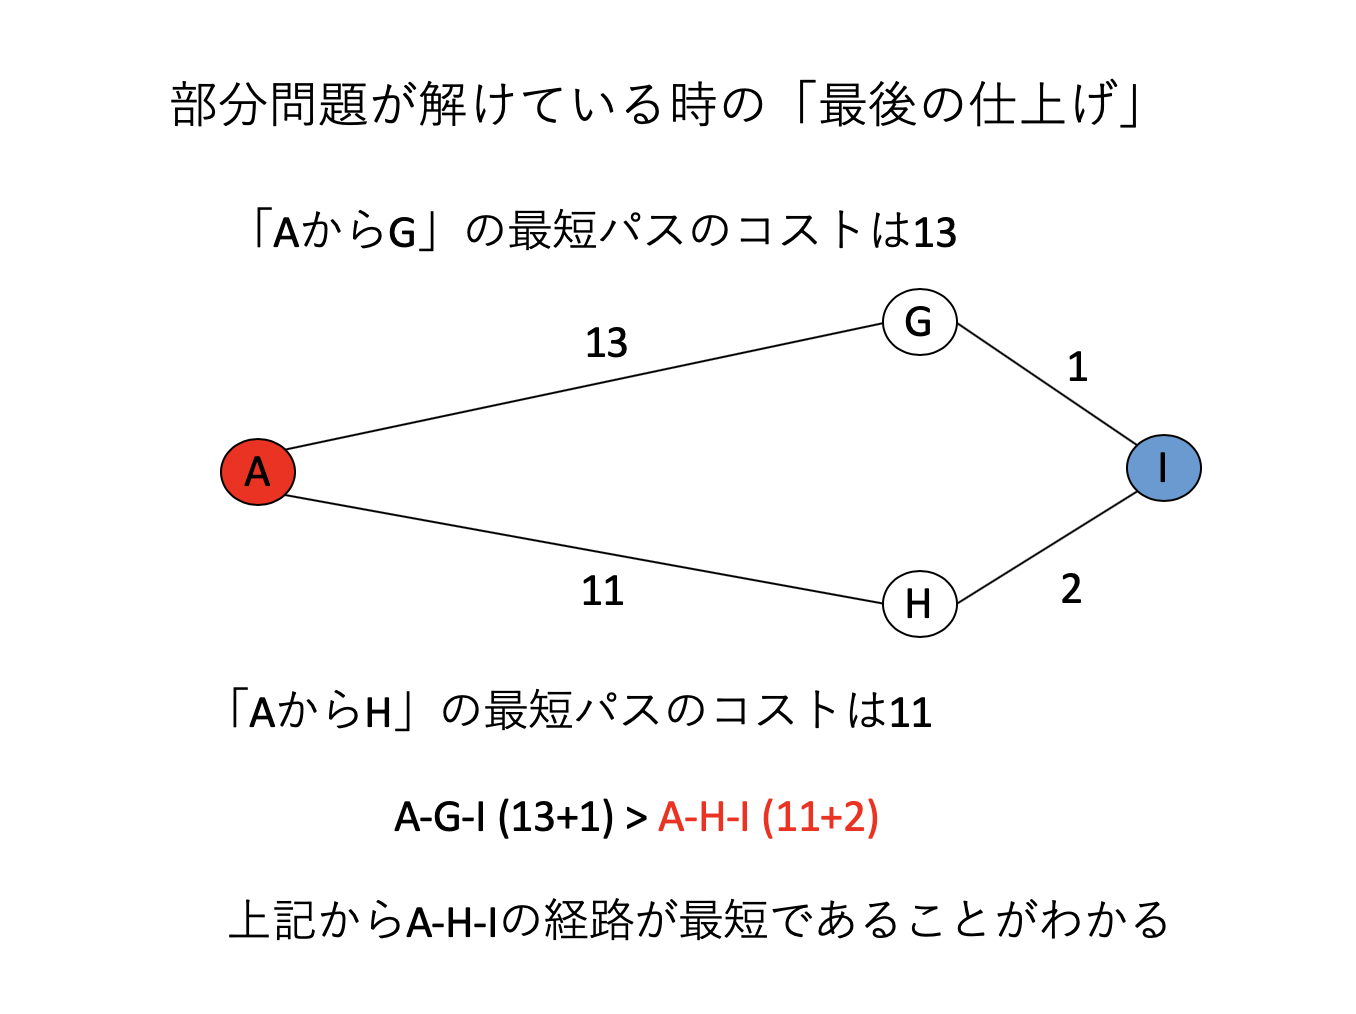 部分問題が解けている時の「最後の仕上げ」
「AからG」の最短パスのコストは13
G
13
1
A
I
11
H
2
「AからH」の最短パスのコストは11
A-G-I (13+1) > A-H-I (11+2)
上記からA-H-Iの経路が最短であることがわかる